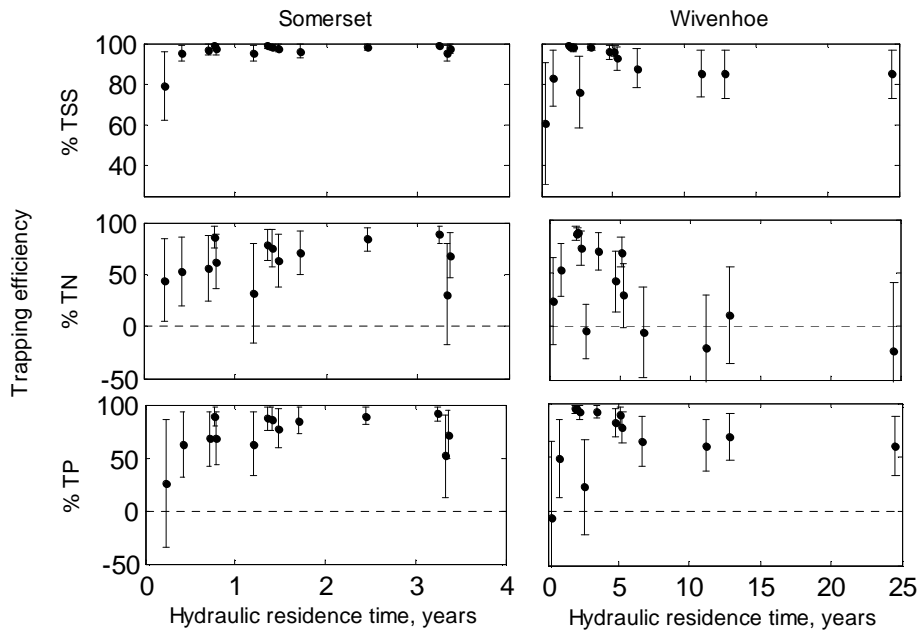 Somerset
Wivenhoe
Trapping efficiency
% TSS
100
80
60
40
% TN
100
50
0
-50
% TP
100
50
0
-50
0 1 2 3 4
0 5 10 15 20 25
Hydraulic residence time, years
Hydraulic residence time, years